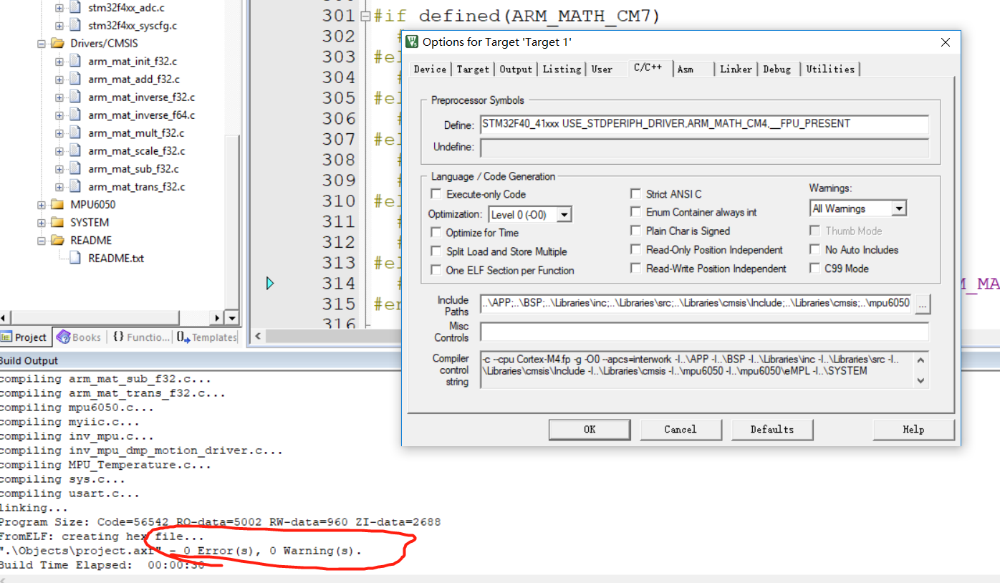 stm32f4xx_adc.c
stm32f4xx_syscfg.c
Drivers/CMSIS
arm_mat_init_f32.c
arm_mat_add_f32.c
arm_mat_inverse_f32.c
arm_mat_inverse_f64.c
arm_mat_mult_f32.c
arm_mat_scale_f32.c
arm_mat_sub_f32.c
arm_mat_trans_f32.c
MPU6050
SYSTEM
README
README.txt
Project Books {} Functio... Templates
301 #if defined(ARM_MATH_CM7)
302 #
303 #el
304 #
305 #el
306 #
307 #el
308 #
309 #
310 #el
311 #
312 #
313 #el
314 # M_MA
315 #en
316
Options for Target 'Target 1'
Device Target Output Listing User C/C++ Asm Linker Debug Utilities
Preprocessor Symbols
Define: STM32F40_41xxx USE_STDPERIPH_DRIVER,ARM_MATH_CM4,__FPU_PRESENT
Undefine:
Language / Code Generation
Execute-only Code
Optimization: Level 0 (-O0)
Optimize for Time
Split Load and Store Multiple
One ELF Section per Function
Strict ANSI C
Enum Container always int
Plain Char is Signed
Read-Only Position Independent
Read-Write Position Independent
Warnings:
All Warnings
Thumb Mode
No Auto Includes
C99 Mode
Include Paths ..\APP;..\BSP;..\Libraries\inc;..\Libraries\src;..\Libraries\cmsis\Include;..\Libraries\cmsis;..\mpu6050 ...
Misc Controls
Compiler control string
-c --cpu Cortex-M4.fp -g -O0 --apcs=interwork -I..\APP -I..\BSP -I..\Libraries\inc -I..\Libraries\src -I..
\Libraries\cmsis\Include -I..\Libraries\cmsis -I..\mpu6050 -I..\mpu6050\eMPL -I..\SYSTEM
OK Cancel Defaults Help
Build Output
compiling arm_mat_sub_f32.c...
compiling arm_mat_trans_f32.c...
compiling mpu6050.c...
compiling myiic.c...
compiling inv_mpu.c...
compiling inv_mpu_dmp_motion_driver.c...
compiling MPU_Temperature.c...
compiling sys.c...
compiling usart.c...
linking...
Program Size: Code=56542 RO-data=5002 RW-data=960 ZI-data=2688
FromELF: creating hex file...
".\Objects\project.axf" - 0 Error(s), 0 Warning(s).
Build Time Elapsed: 00:00:30